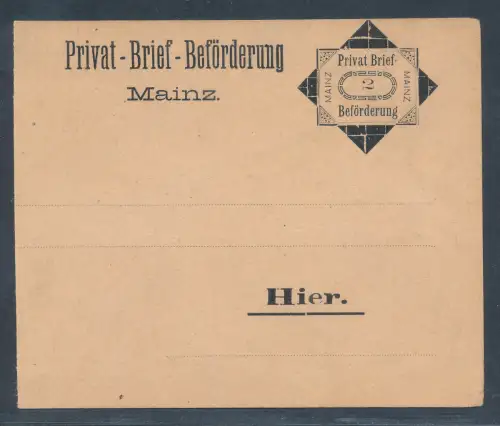 Privat - Brief - Beförderung
Mainz.
Privat Brief-
MAINZ
2
MAINZ
Beförderung
Hier.